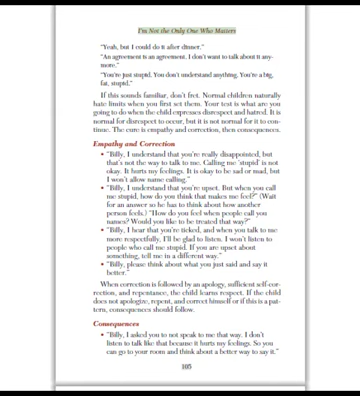 I'm Not the Only One Who Matters
"Yeah, but I could do it after dinner."
"An agreement is an agreement. I don't want to talk about it any-
more."
"You're just stupid. You don't understand anything. You're a big,
fat, stupid."
If this sounds familiar, don't fret. Normal children naturally
hate limits when you first set them. Your test is what are you
going to do when the child expresses disrespect and hatred. It is
normal for disrespect to occur, but it is not normal for it to con-
tinue. The cure is empathy and correction, then consequences.
Empathy and Correction
• "Billy, I understand that you're really disappointed, but
that's not the way to talk to me. Calling me 'stupid' is not
okay. It hurts my feelings. It is okay to be sad or mad, but
I won't allow name calling."
• "Billy, I understand that you're upset. But when you call
me stupid, how do you think that makes me feel?" (Wait
for an answer so he has to think about how another
person feels.) "How do you feel when people call you
names? Would you like to be treated that way?"
• "Billy, I hear that you're ticked, and when you talk to me
more respectfully, I'll be glad to listen. I won't listen to
people who call me stupid. If you are upset about
something, tell me in a different way."
• "Billy, please think about what you just said and say it
better."
When correction is followed by an apology, sufficient self-cor-
rection, and repentance, the child learns respect. If the child
does not apologize, repent, and correct himself or if this is a pat-
tern, consequences should follow.
Consequences
• "Billy, I asked you to not speak to me that way. I don't
listen to talk like that because it hurts my feelings. So you
can go to your room and think about a better way to say it."
105